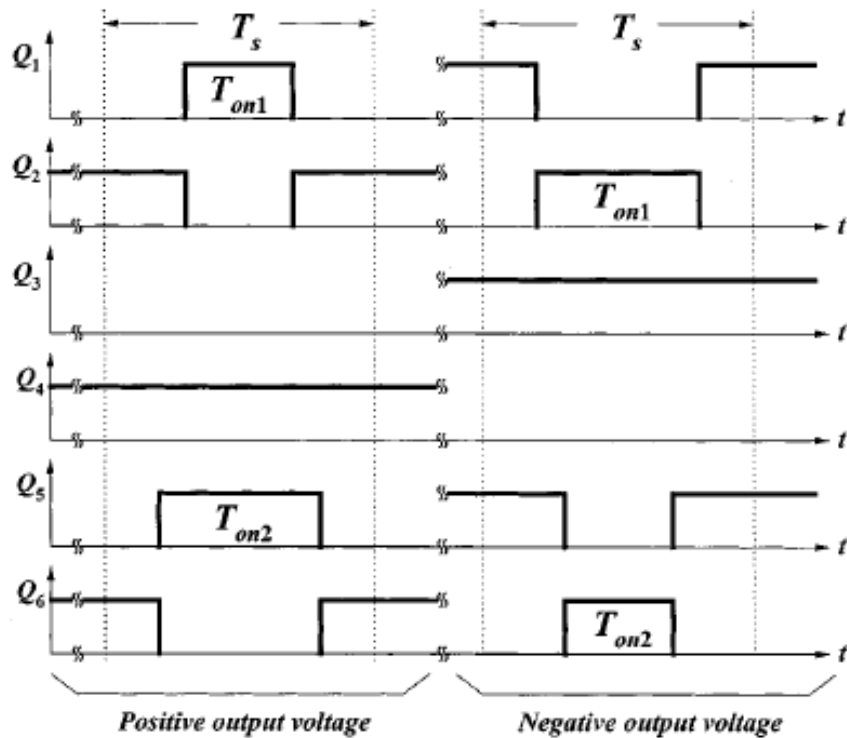 T_s T_s
Q_1 T_on1 t
Q_2 T_on1 t
Q_3 t
Q_4 t
Q_5 T_on2 t
Q_6 T_on2 t
Positive output voltage Negative output voltage